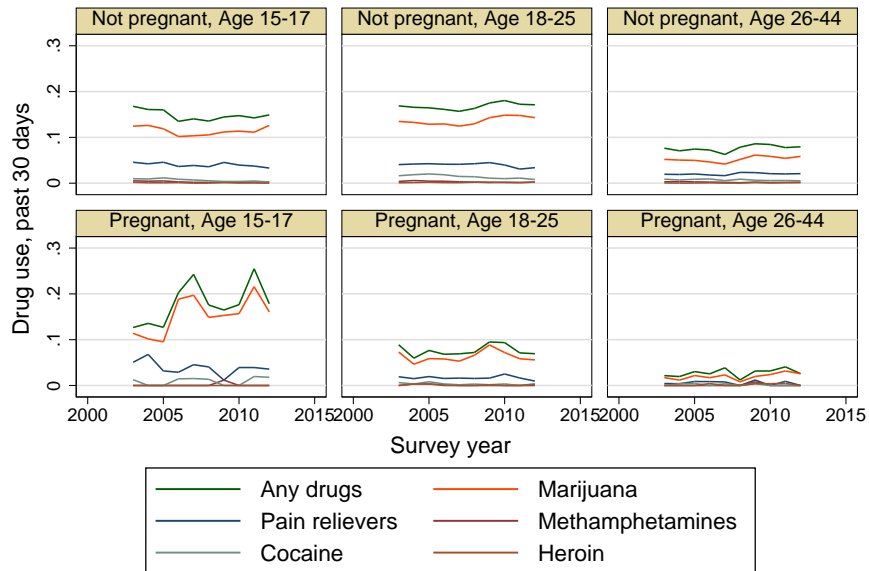 Not pregnant, Age 15-17
Not pregnant, Age 18-25
Not pregnant, Age 26-44
.3
.2
.1
0
Pregnant, Age 15-17
Pregnant, Age 18-25
Pregnant, Age 26-44
.3
.2
.1
0
Drug use, past 30 days
2000 2005 2010 2015 2000 2005 2010 2015 2000 2005 2010 2015
Survey year
Any drugs Marijuana
Pain relievers Methamphetamines
Cocaine Heroin